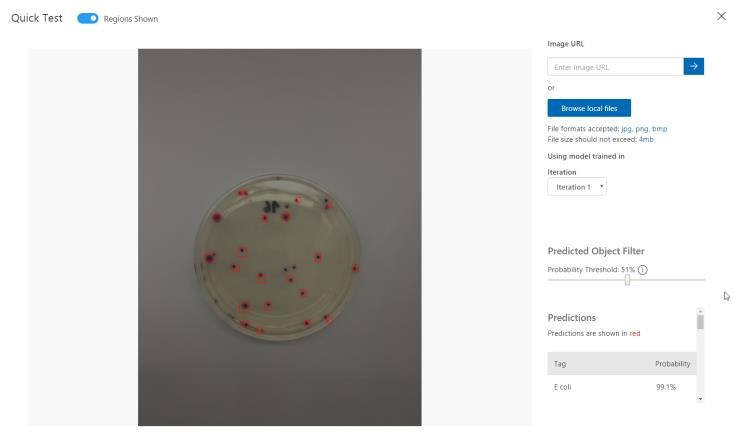 Quick Test
Regions Shown
Image URL
Enter Image URL
or
Browse local files
File formats accepted: jpg, png, bmp
File size should not exceed: 4mb
Using model trained in
Iteration
Iteration 1
Predicted Object Filter
Probability Threshold: 51%
Predictions
Predictions are shown in red
Tag Probability
E coli 99.1%